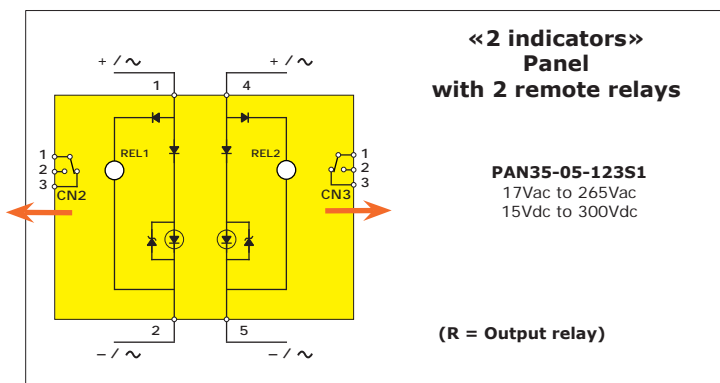 «2 indicators»
Panel
with 2 remote relays
+ / ∿ + / ∿
1 4
REL1 REL2
1 1
2 2
3 3
CN2 CN3
PAN35-05-123S1
17Vac to 265Vac
15Vdc to 300Vdc
2 5
– / ∿ – / ∿
(R = Output relay)